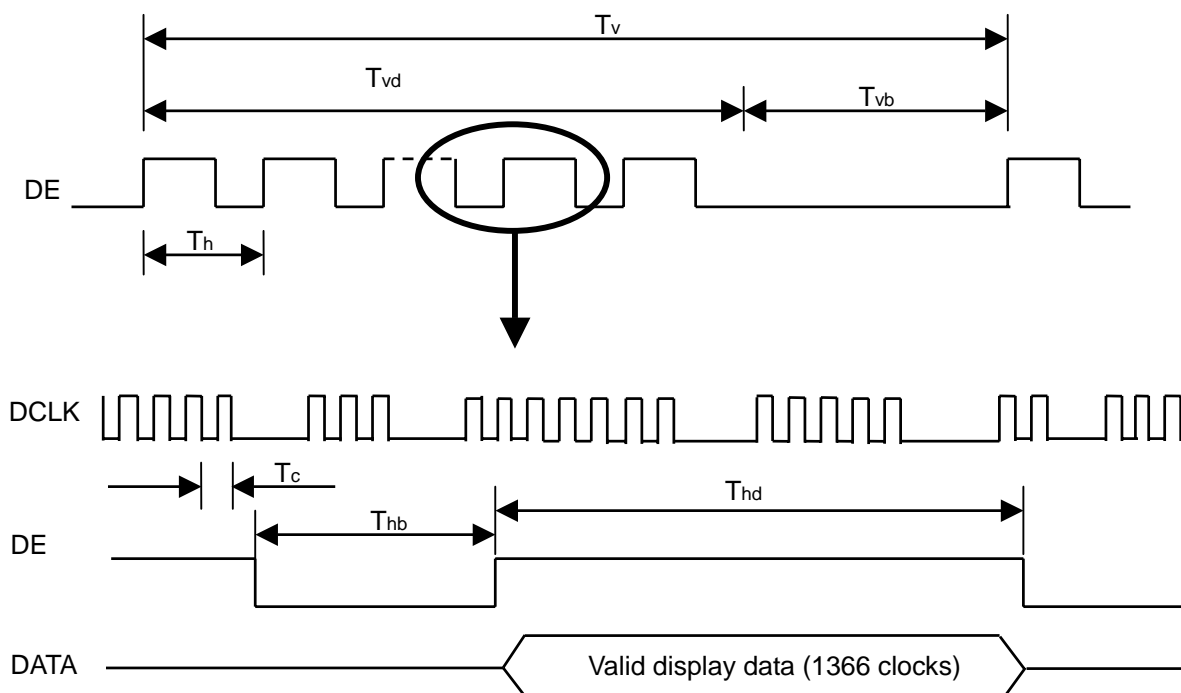 Tv
Tvd
Tvb
DE
Th
DCLK
Tc
Thd
Thb
DE
DATA
Valid display data (1366 clocks)